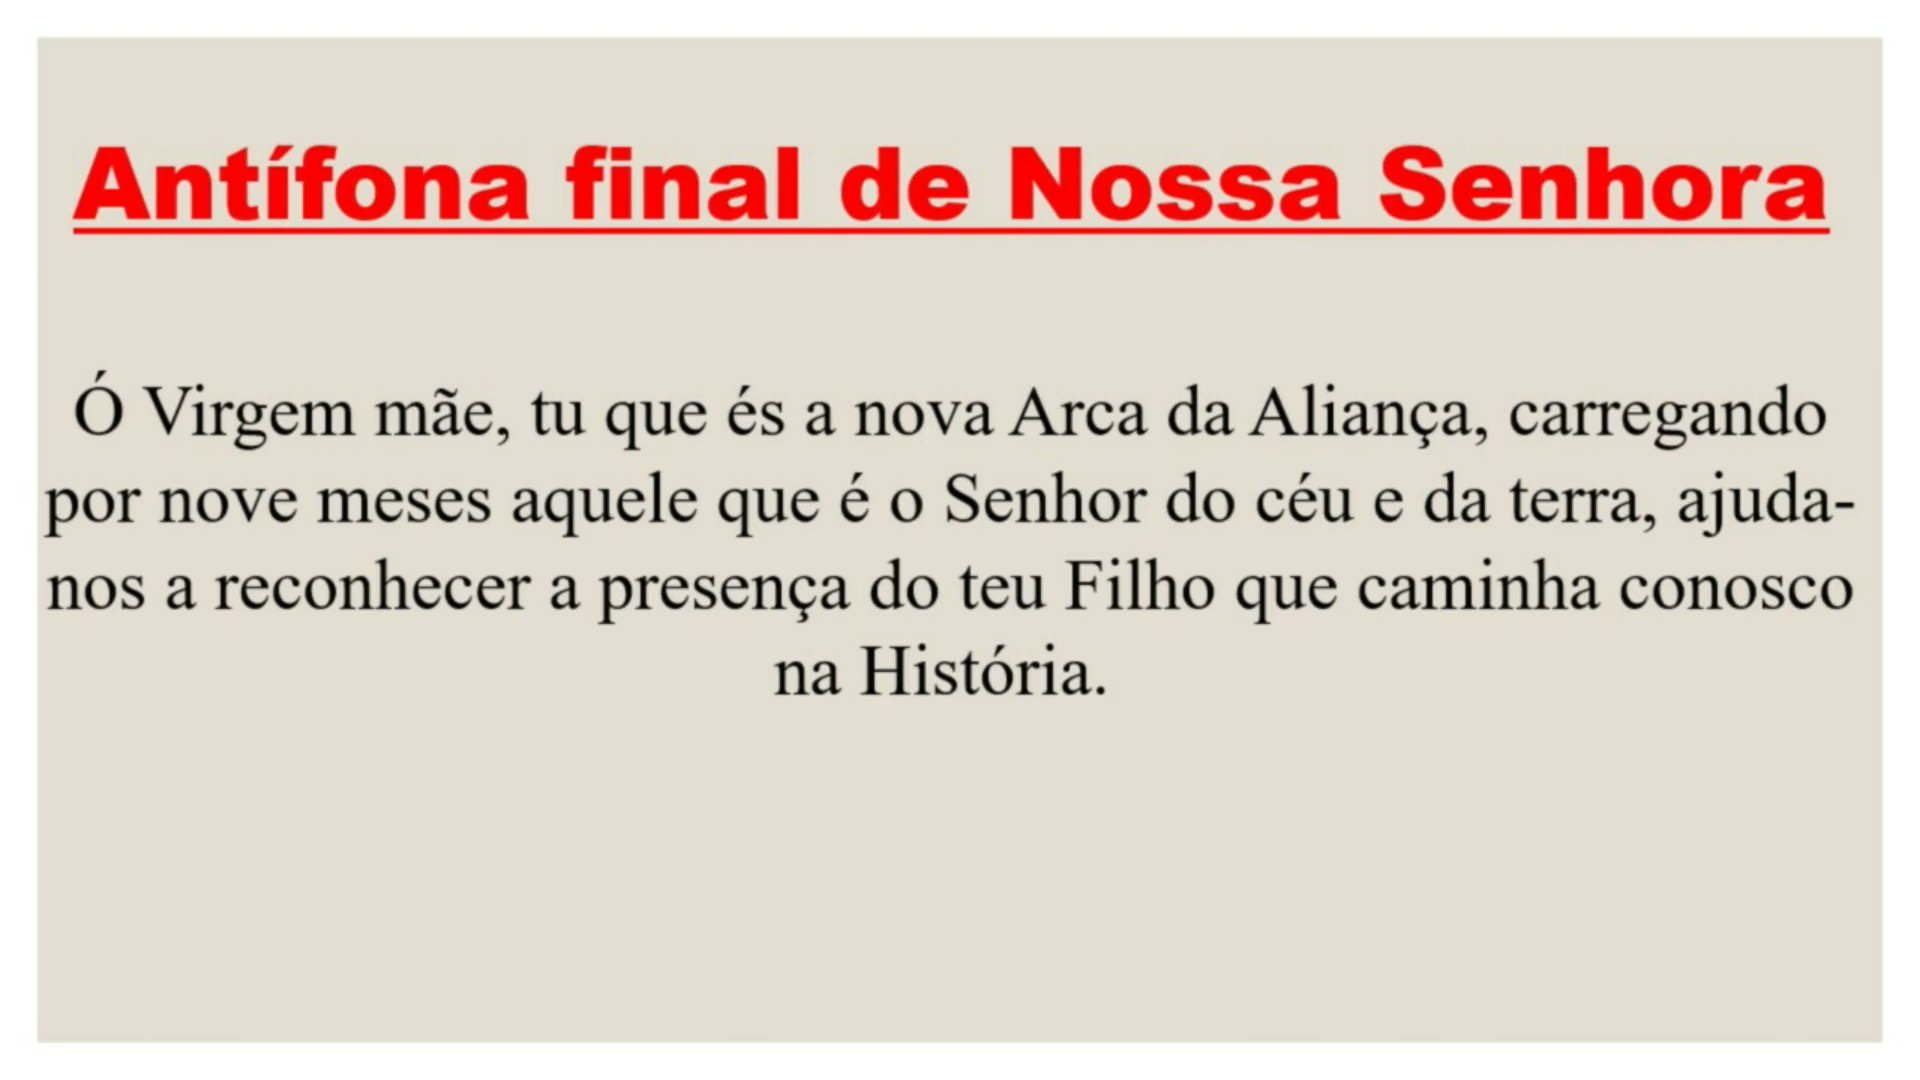 Antífona final de Nossa Senhora
Ó Virgem mãe, tu que és a nova Arca da Aliança, carregando
por nove meses aquele que é o Senhor do céu e da terra, ajuda-
nos a reconhecer a presença do teu Filho que caminha conosco
na História.